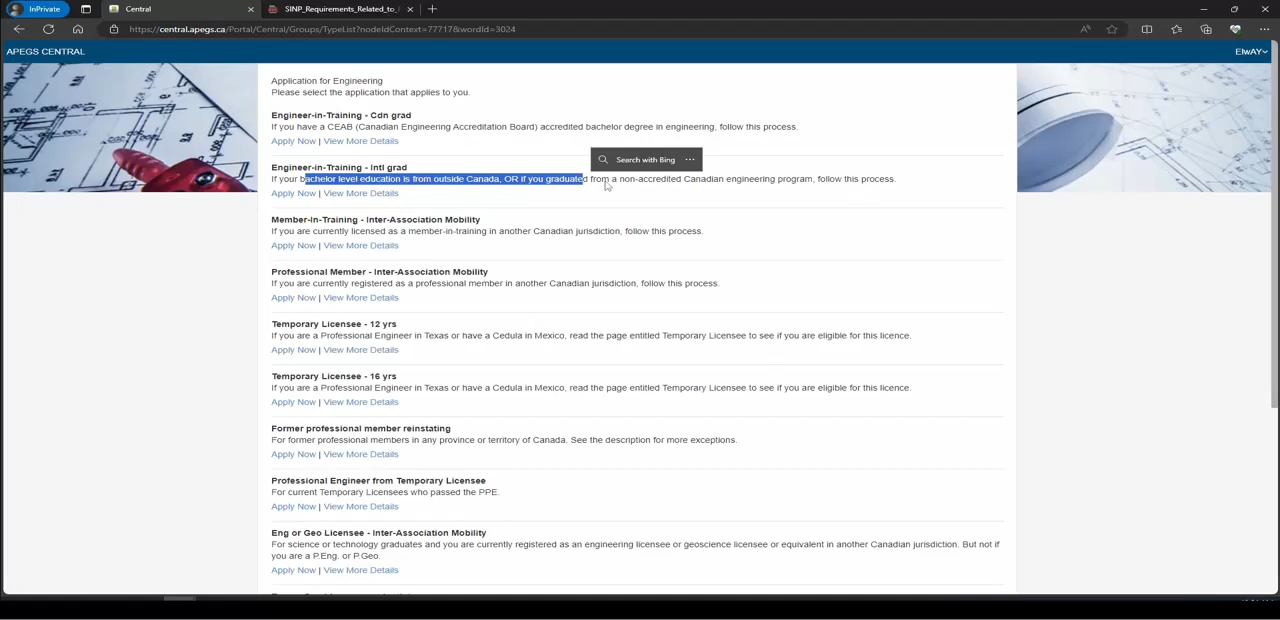 InPrivate
Central
SINP_Requirements_Related_to_
https://central.apegs.ca/Portal/Central/Groups/TypeList?nodeIdContext=77717&wordId=3024
APEGS CENTRAL
ElwAY
Application for Engineering
Please select the application that applies to you.
Engineer-in-Training - Cdn grad
If you have a CEAB (Canadian Engineering Accreditation Board) accredited bachelor degree in engineering, follow this process.
Apply Now | View More Details
Search with Bing
Engineer-in-Training - Intl grad
If your bachelor level education is from outside Canada, OR if you graduated from a non-accredited Canadian engineering program, follow this process.
Apply Now | View More Details
Member-In-Training - Inter-Association Mobility
If you are currently licensed as a member-in-training in another Canadian jurisdiction, follow this process.
Apply Now | View More Details
Professional Member - Inter-Association Mobility
If you are currently registered as a professional member in another Canadian jurisdiction, follow this process.
Apply Now | View More Details
Temporary Licensee - 12 yrs
If you are a Professional Engineer in Texas or have a Cedula in Mexico, read the page entitled Temporary Licensee to see if you are eligible for this licence.
Apply Now | View More Details
Temporary Licensee - 16 yrs
If you are a Professional Engineer in Texas or have a Cedula in Mexico, read the page entitled Temporary Licensee to see if you are eligible for this licence.
Apply Now | View More Details
Former professional member reinstating
For former professional members in any province or territory of Canada. See the description for more exceptions.
Apply Now | View More Details
Professional Engineer from Temporary Licensee
For current Temporary Licensees who passed the PPE.
Apply Now | View More Details
Eng or Geo Licensee - Inter-Association Mobility
For science or technology graduates and you are currently registered as an engineering licensee or geoscience licensee or equivalent in another Canadian jurisdiction. But not if
you are a P.Eng. or P.Geo.
Apply Now | View More Details